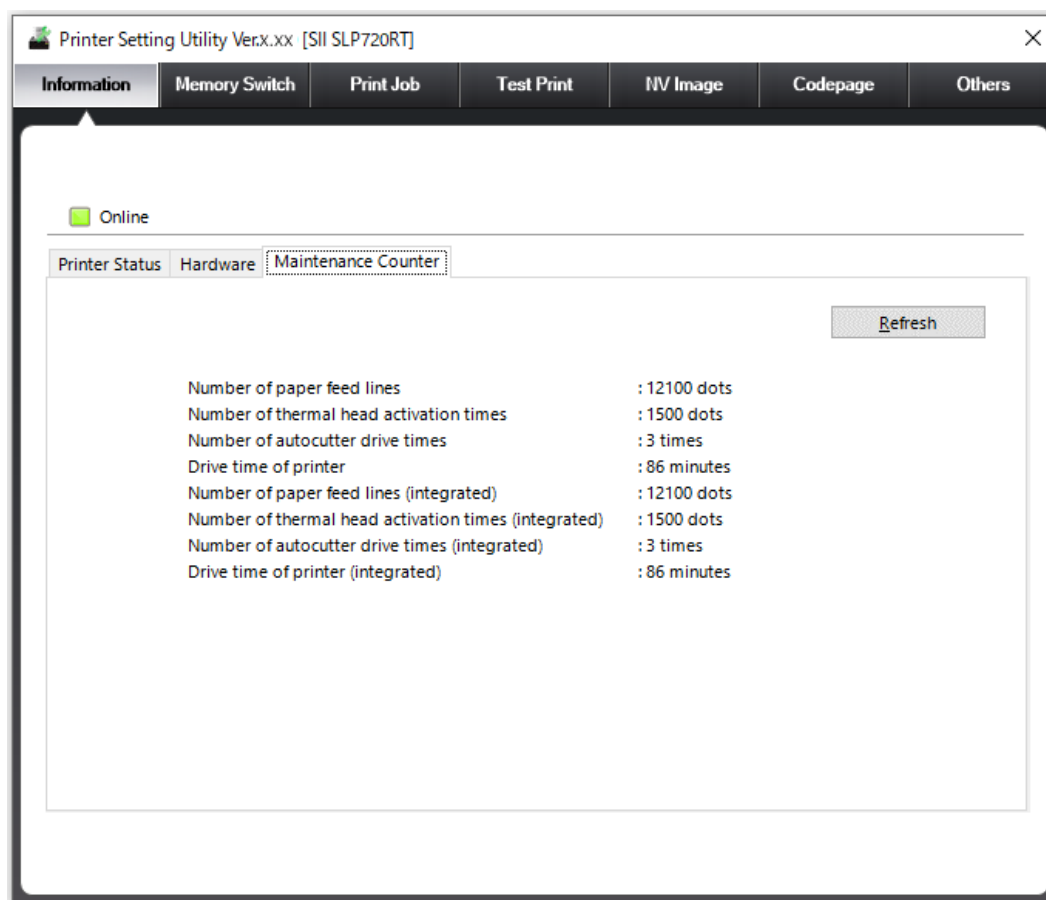 Printer Setting Utility Ver.x.xx [SII SLP720RT]
Information Memory Switch Print Job Test Print NV Image Codepage Others
Online
Printer Status Hardware Maintenance Counter
Refresh
Number of paper feed lines : 12100 dots
Number of thermal head activation times : 1500 dots
Number of autocutter drive times : 3 times
Drive time of printer : 86 minutes
Number of paper feed lines (integrated) : 12100 dots
Number of thermal head activation times (integrated) : 1500 dots
Number of autocutter drive times (integrated) : 3 times
Drive time of printer (integrated) : 86 minutes